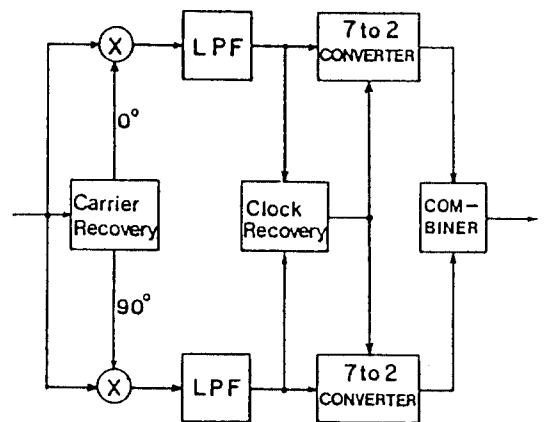 X
LPF
7 to 2
CONVERTER
0°
Carrier
Recovery
Clock
Recovery
COM-
BINER
90°
X
LPF
7 to 2
CONVERTER